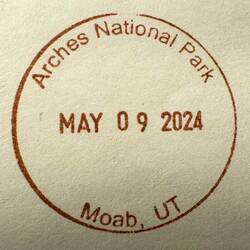 Arches National Park
MAY 09 2024
Moab, UT